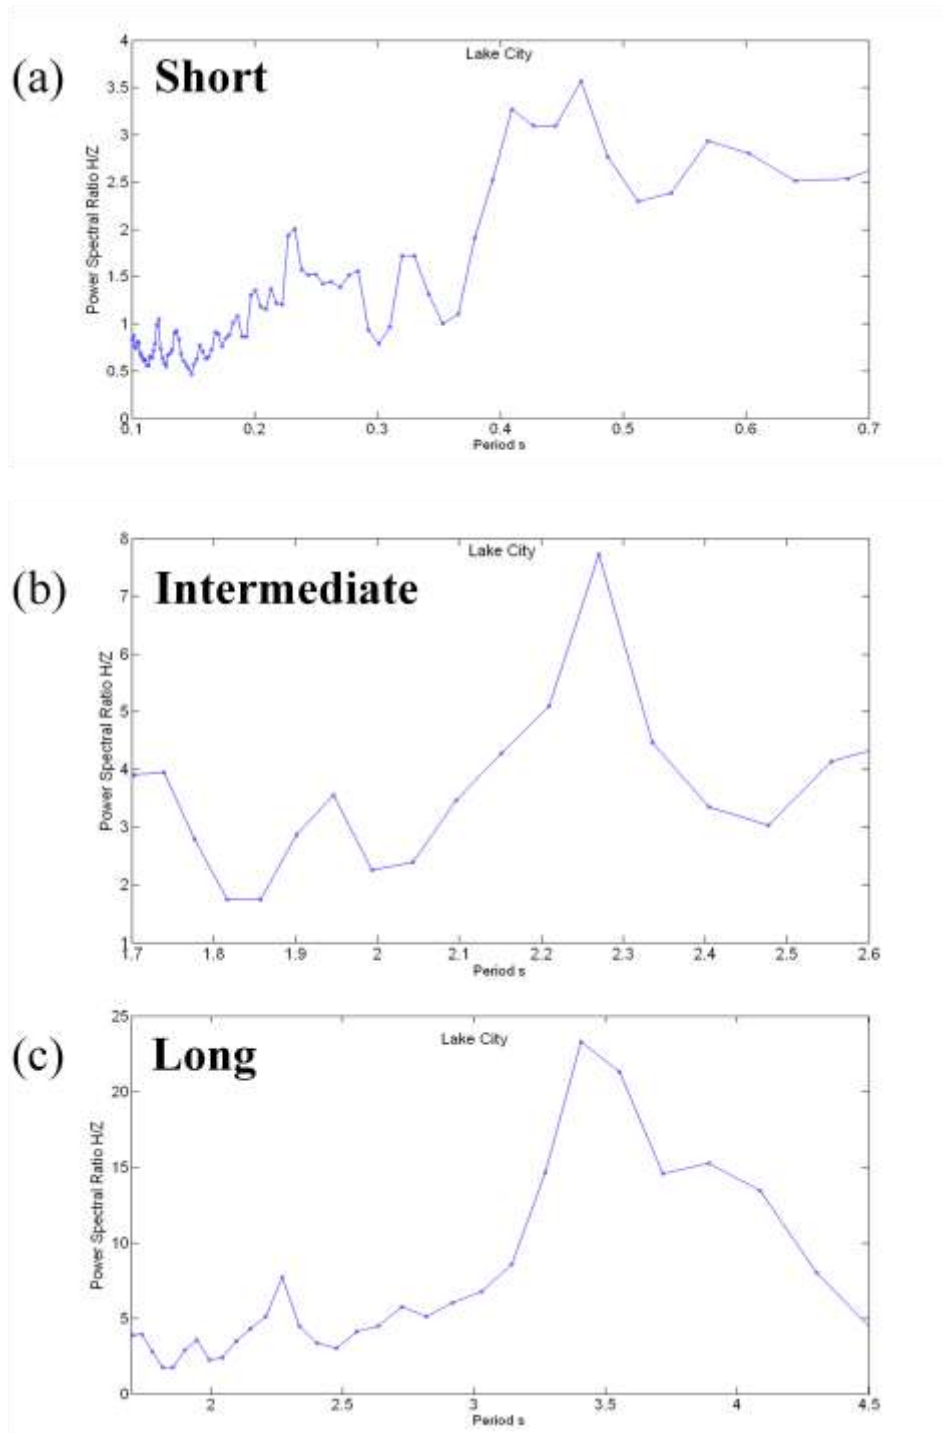 (a)
Short
Lake City
Power Spectral Ratio H/Z
4
3.5
3
2.5
2
1.5
1
0.5
0
0.1 0.2 0.3 0.4 0.5 0.6 0.7
Period s
(b)
Intermediate
Lake City
Power Spectral Ratio H/Z
8
7
6
5
4
3
2
1
1.7 1.8 1.9 2 2.1 2.2 2.3 2.4 2.5 2.6
Period s
(c)
Long
Lake City
Power Spectral Ratio H/Z
25
20
15
10
5
0
2 2.5 3 3.5 4 4.5
Period s